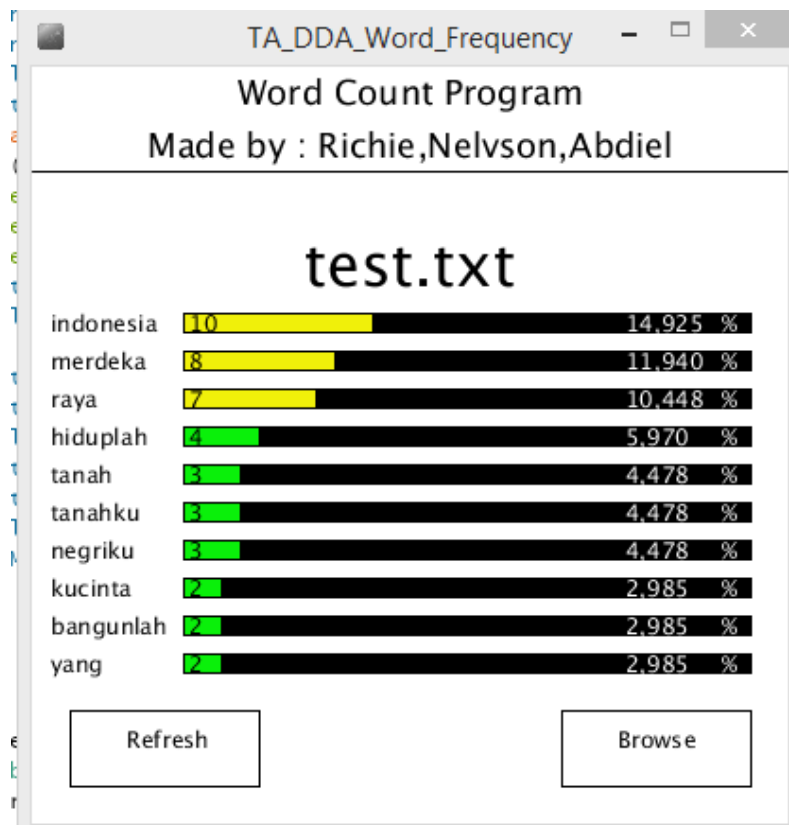 TA_DDA_Word_Frequency
Word Count Program
Made by : Richie,Nelvson,Abdiel
test.txt
indonesia 10 14,925 %
merdeka 8 11,940 %
raya 7 10,448 %
hiduplah 4 5,970 %
tanah 3 4,478 %
tanahku 3 4,478 %
negriku 3 4,478 %
kucinta 2 2,985 %
bangunlah 2 2,985 %
yang 2 2,985 %
Refresh Browse